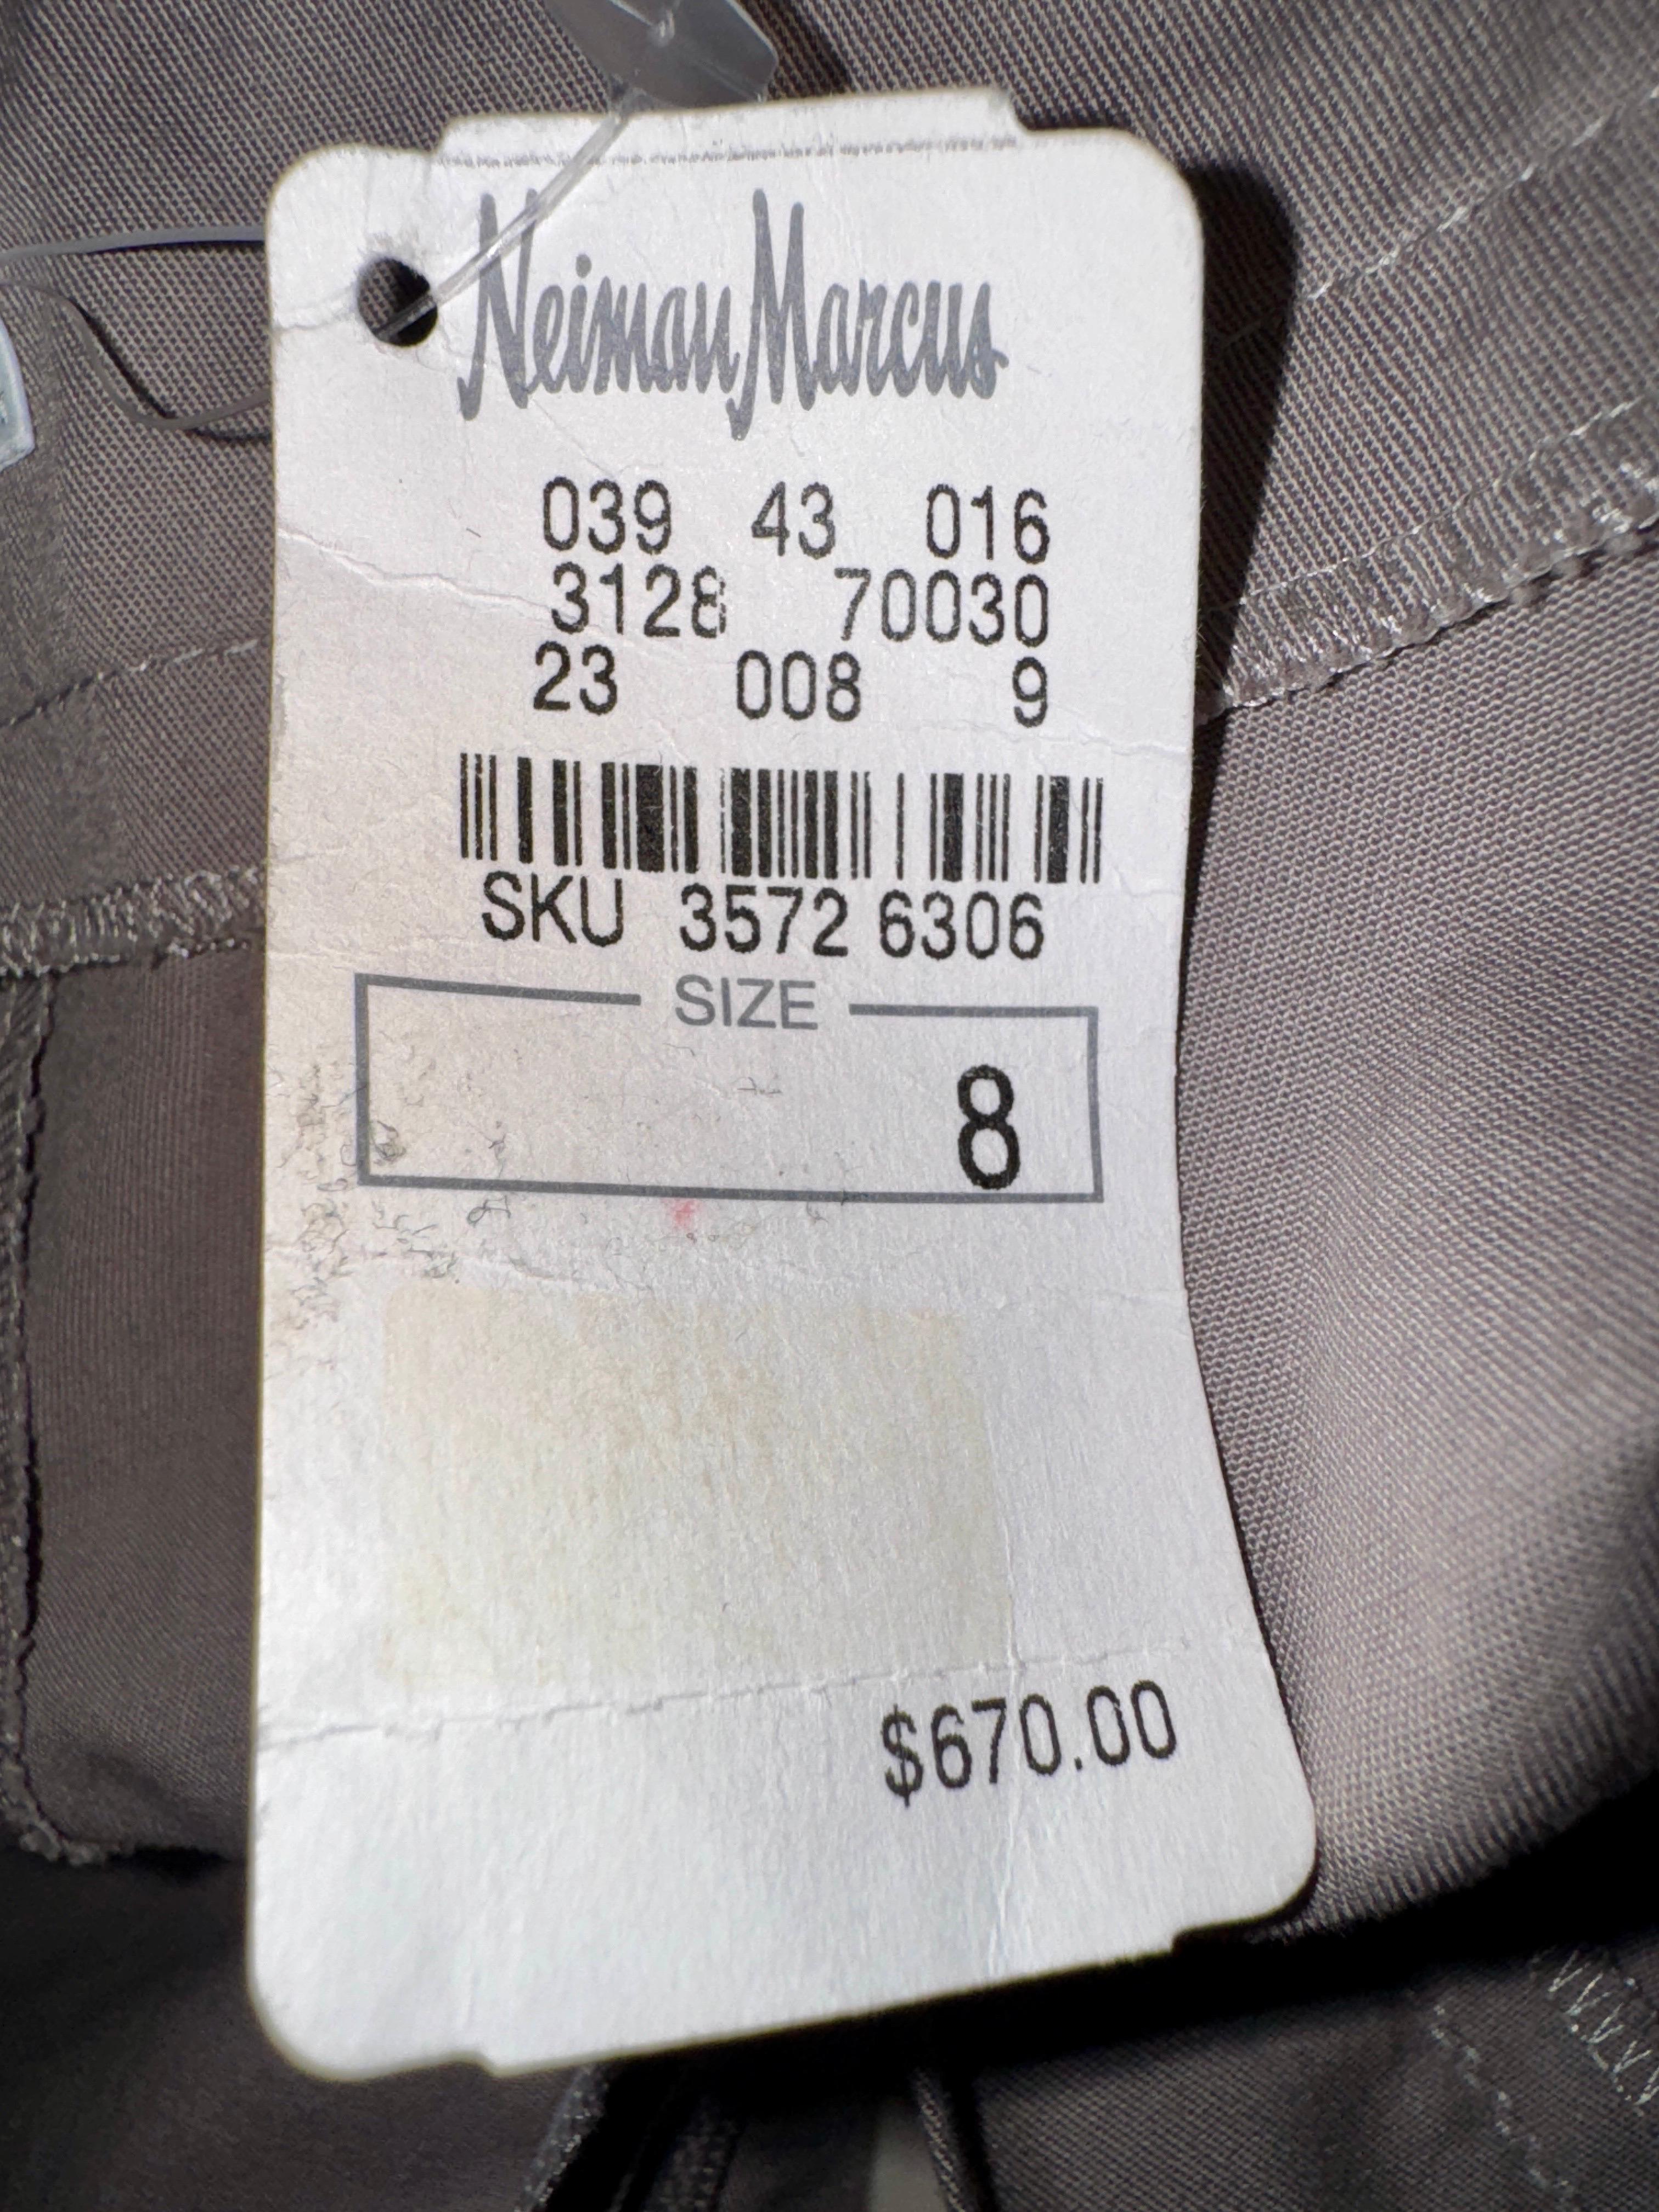 Neiman Marcus
039 43 016
3128 70030
23 008 9
SKU 3572 6306
SIZE
8
$670.00